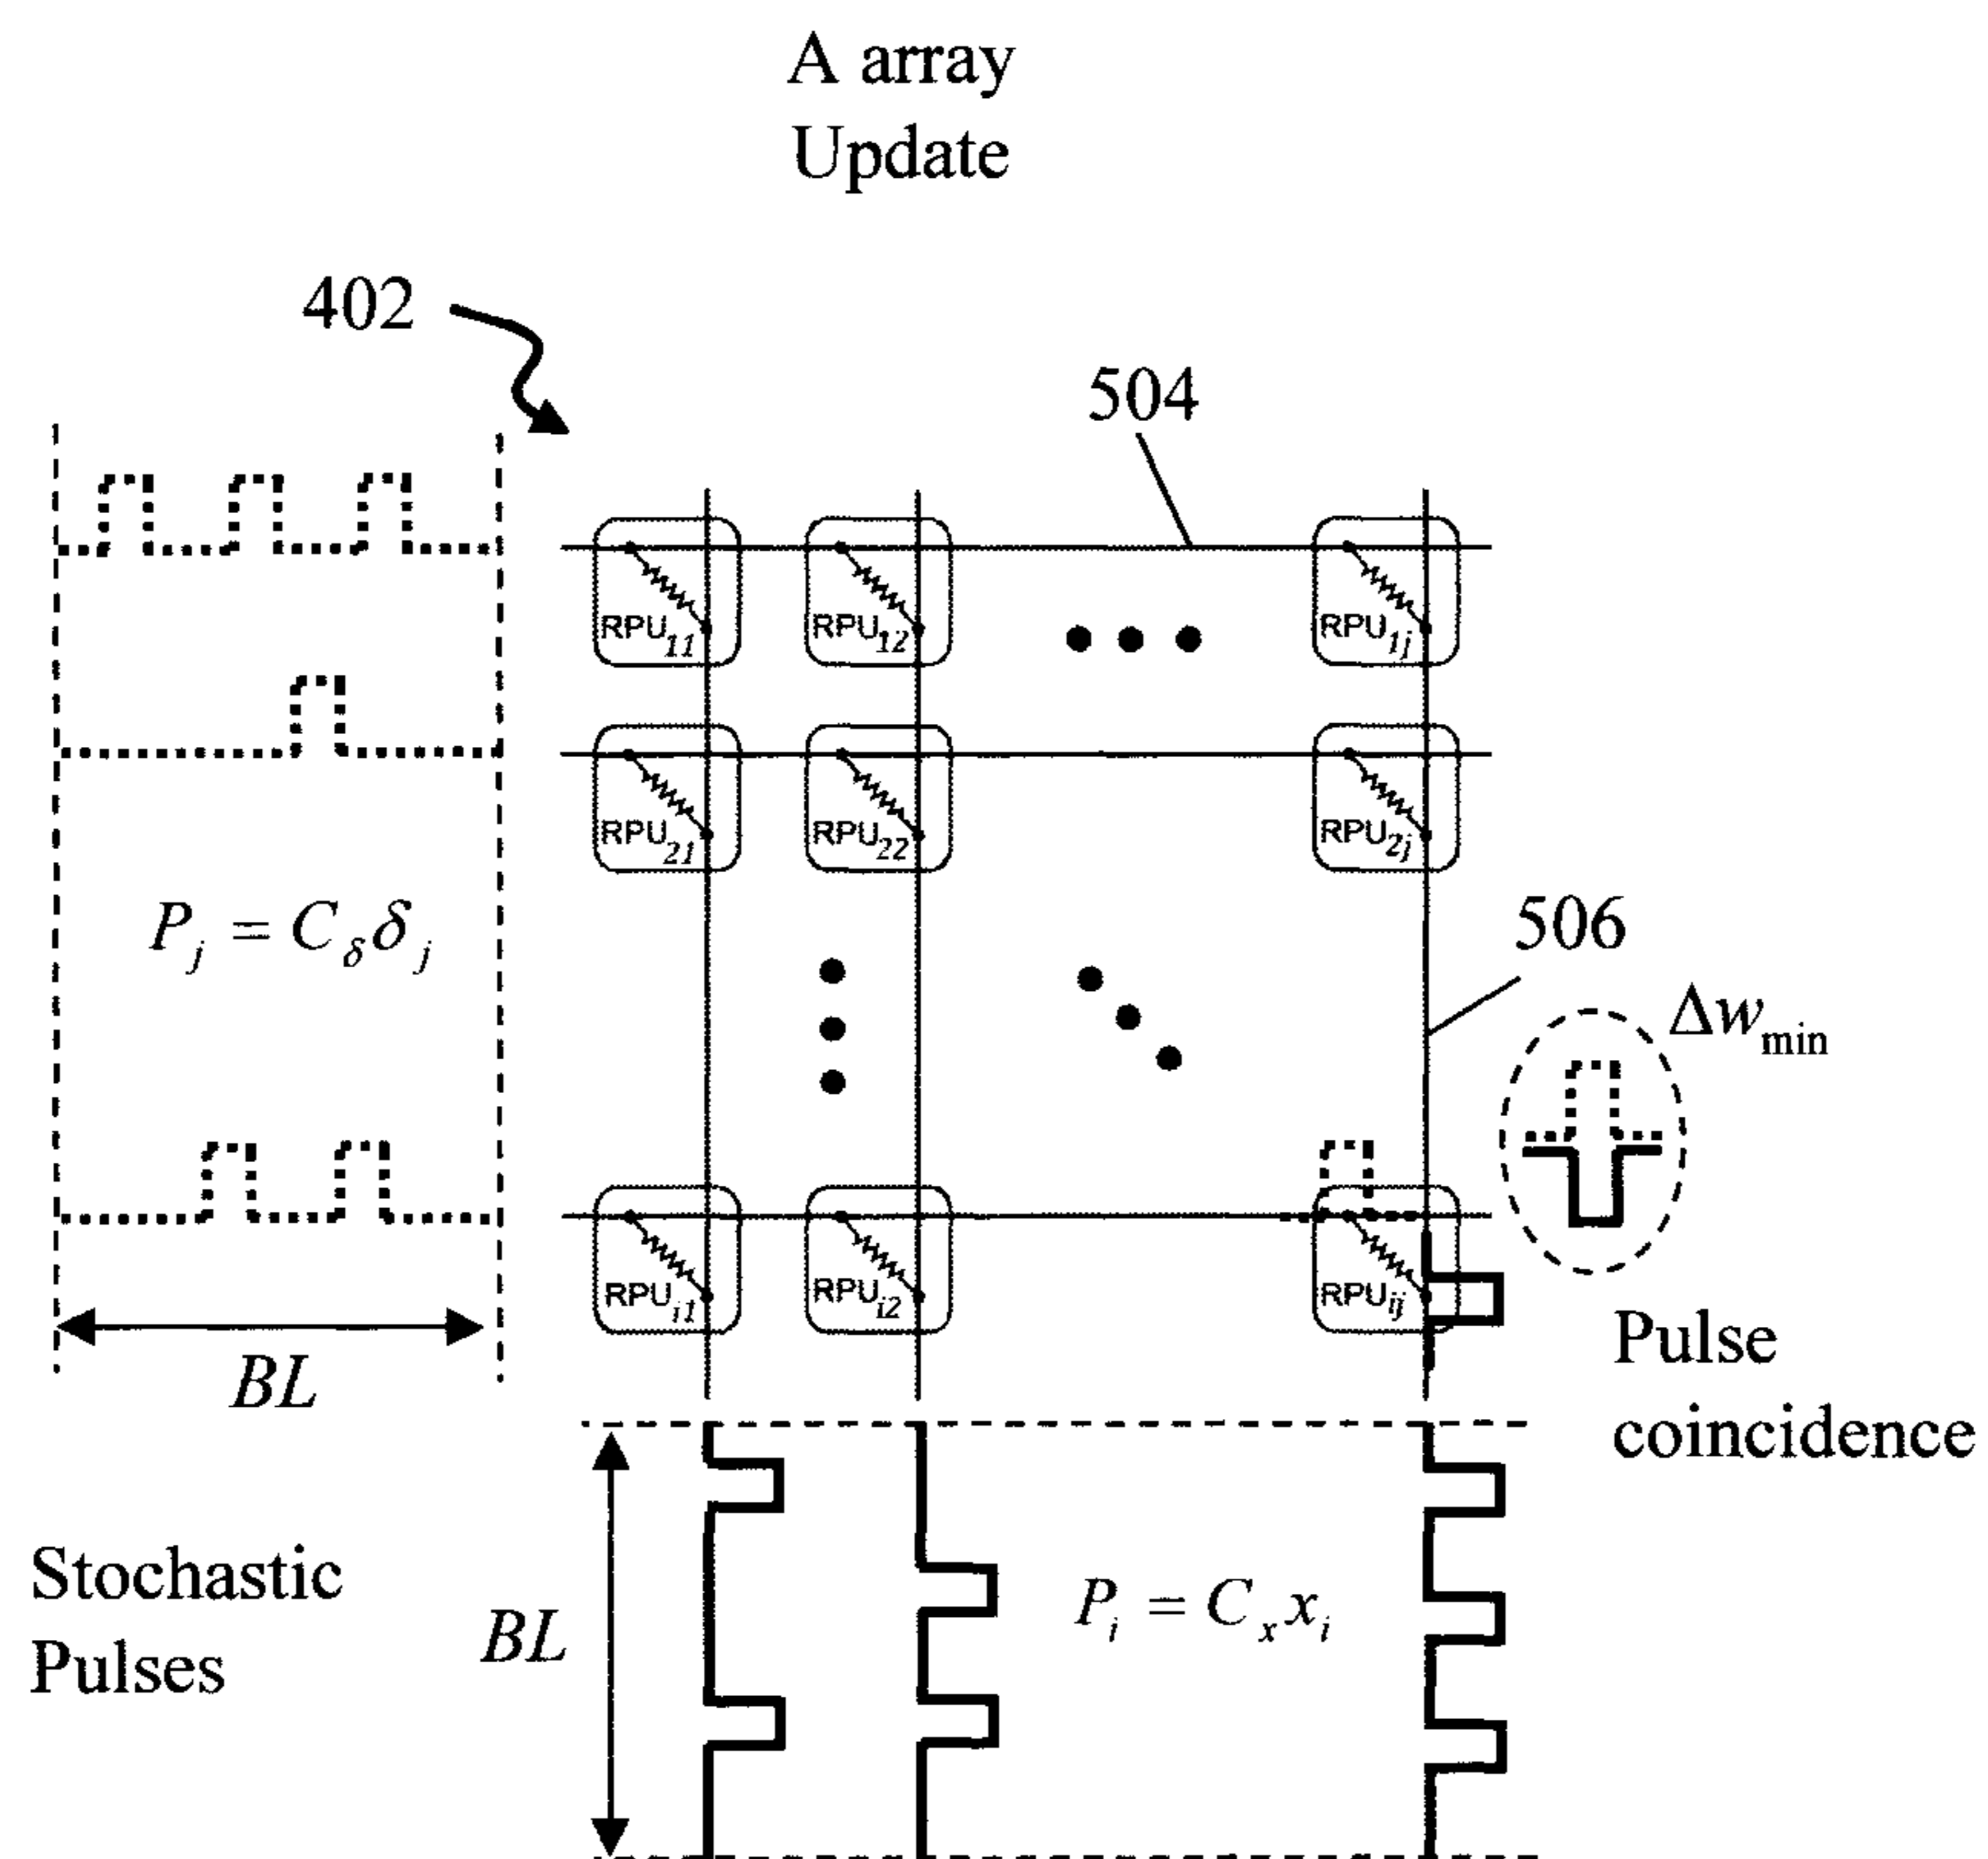 A array
Update
402
504
RPU11
RPU12
RPU1j
RPU21
RPU22
RPU2j
Pj = Cδδj
506
Δwmin
RPUi1
RPUi2
RPUij
BL
Pulse
coincidence
Stochastic
Pulses
BL
Pi = Cxxi